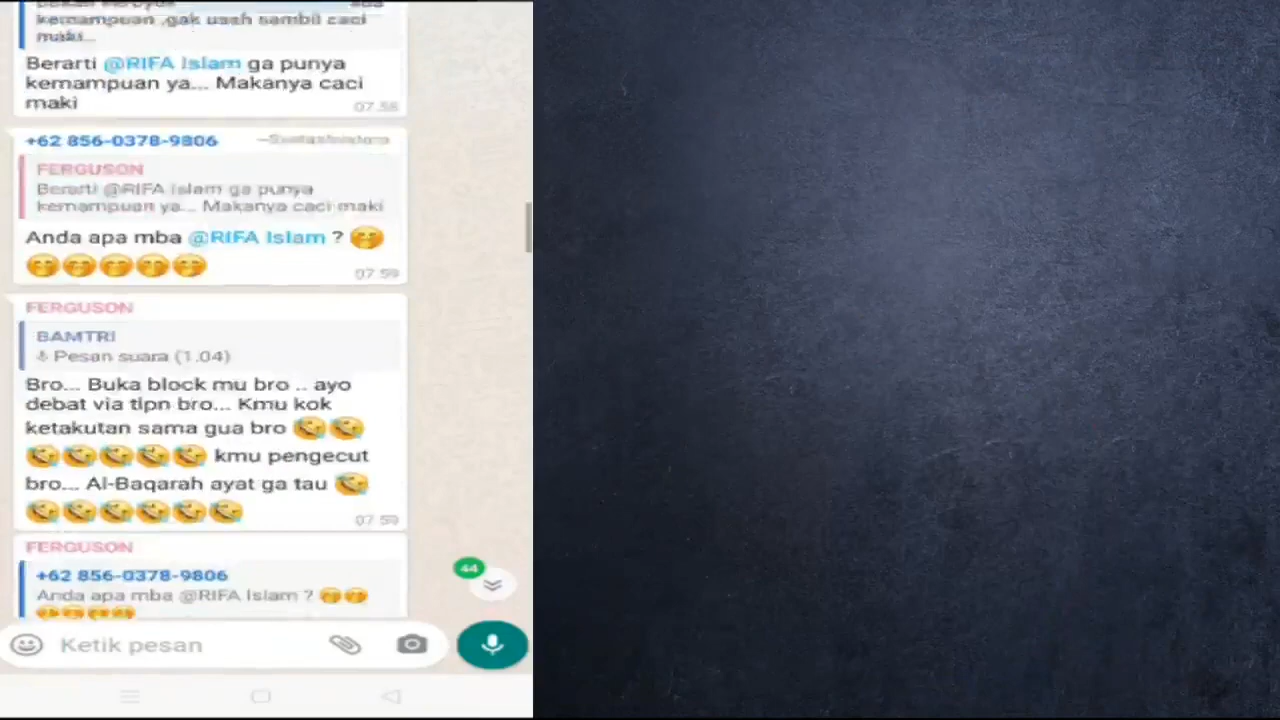 kemampuan ,gak usah sambil caci
maki...
Berarti @RIFA Islam ga punya
kemampuan ya... Makanya caci
maki
07.58
+62 856-0378-9806
FERGUSON
Berarti @RIFA Islam ga punya
kemampuan ya... Makanya caci maki
Anda apa mba @RIFA Islam ? 🤭
🤭🤭🤭🤭🤭
07.59
FERGUSON
BAMTRI
Pesan suara (1.04)
Bro... Buka block mu bro .. ayo
debat via tlpn bro... Kmu kok
ketakutan sama gua bro 🤣🤣
🤣🤣🤣🤣🤣 kmu pengecut
bro... Al-Baqarah ayat ga tau 🤣
🤣🤣🤣🤣🤣🤣
07.59
FERGUSON
+62 856-0378-9806
Anda apa mba @RIFA Islam ? 🤭🤭
🤭🤭🤭🤭
44
Ketik pesan